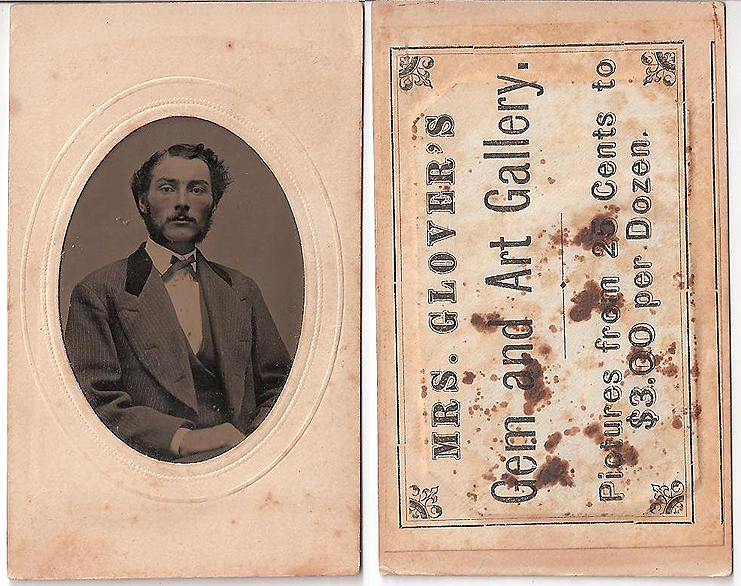 MRS. GLOVER'S
Gem and Art Gallery.
Pictures from 25 Cents to
$3.00 per Dozen.